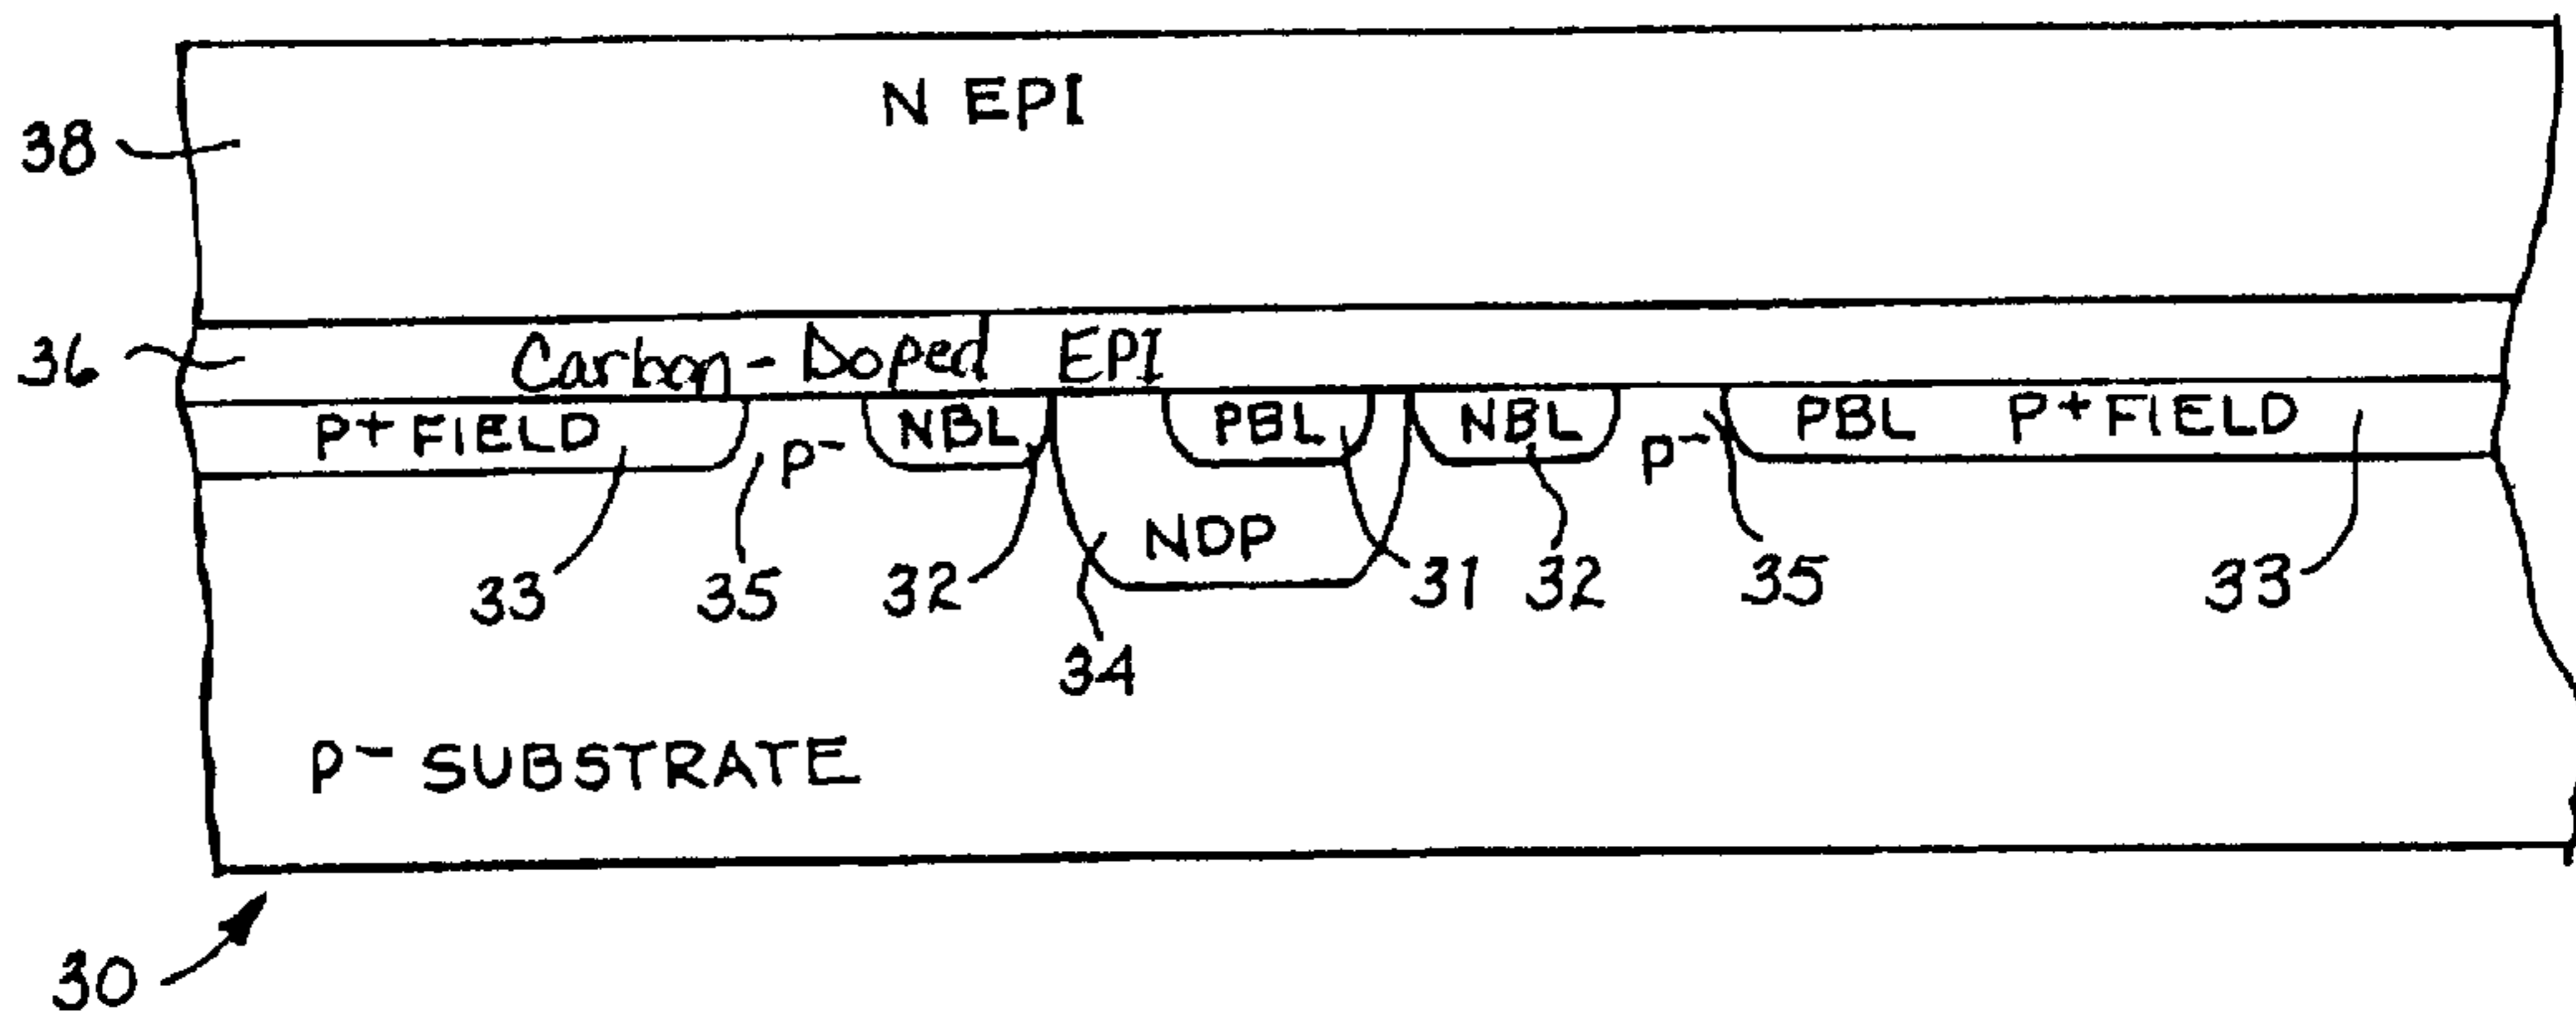 N EPI
38
36
Carbon-Doped EPI
P+ FIELD
P-
NBL
PBL
NBL
P-
PBL
P+ FIELD
NDP
33
35
32
34
31
32
35
33
P- SUBSTRATE
30